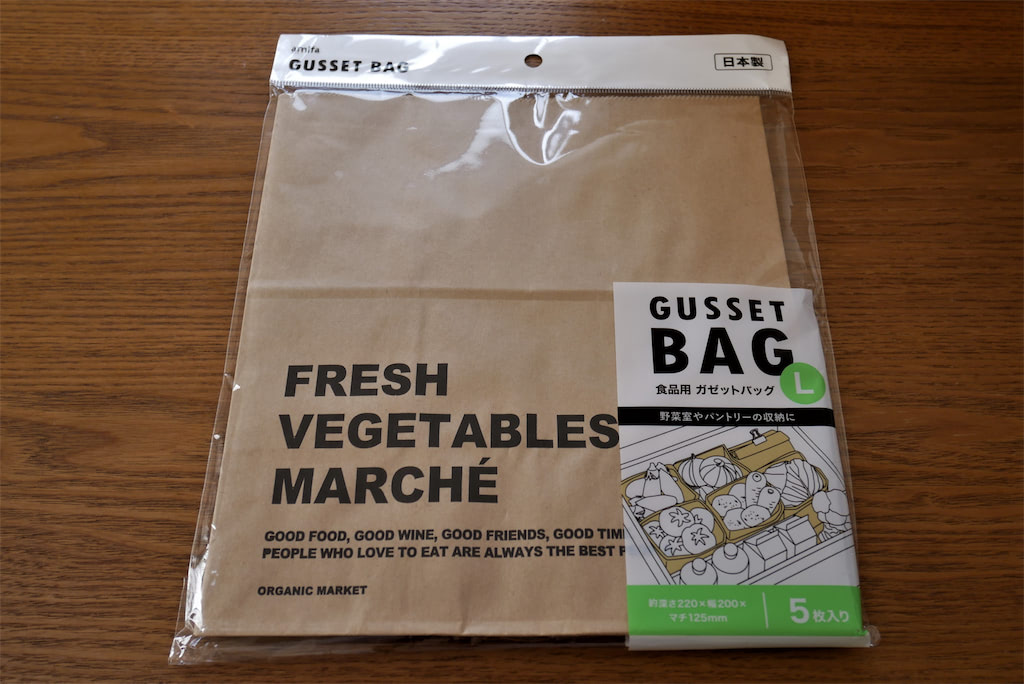 amifa
GUSSET BAG
日本製
FRESH
VEGETABLES
MARCHÉ
GOOD FOOD, GOOD WINE, GOOD FRIENDS, GOOD
PEOPLE WHO LOVE TO EAT ARE ALWAYS THE BEST
ORGANIC MARKET
GUSSET
BAG
L
食品用 ガゼットバッグ
野菜室やパントリーの収納に
約深さ220×幅200×
マチ125mm
5枚入り